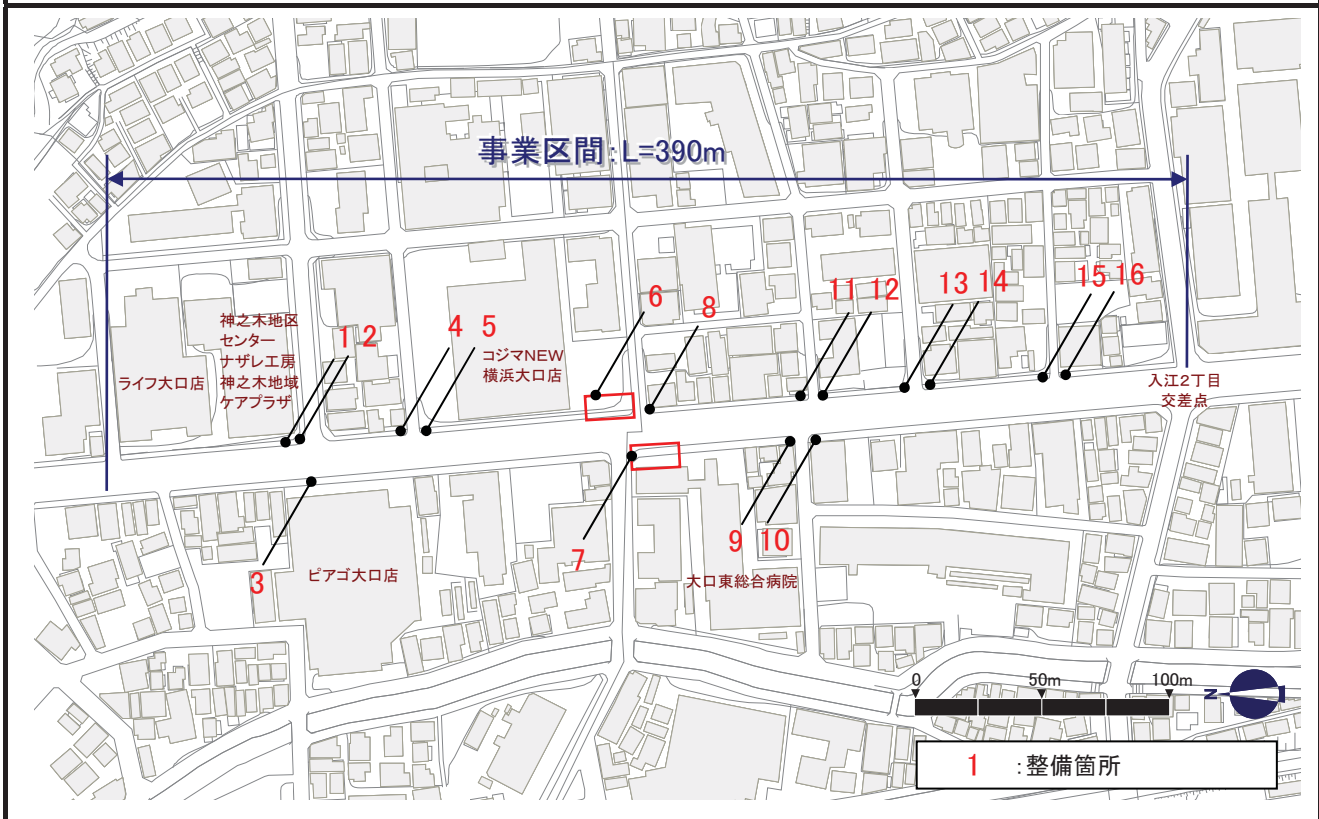 事業区間:L=390m
神之木地区
センター
ナザレ工房
神之木地域
ケアプラザ
ライフ大口店
1 2
4 5
コジマNEW
横浜大口店
6
8
11 12
13 14
15 16
入江2丁目
交差点
3
ピアゴ大口店
7
9 10
大口東総合病院
0 50m 100m
N
1 :整備箇所